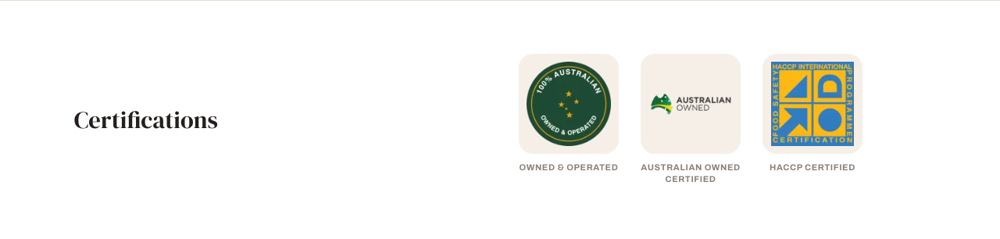 Certifications
100% AUSTRALIAN
OWNED & OPERATED
OWNED & OPERATED
AUSTRALIAN
OWNED
AUSTRALIAN OWNED
CERTIFIED
HACCP INTERNATIONAL
FOOD SAFETY
PROGRAMME
CERTIFICATION
HACCP CERTIFIED